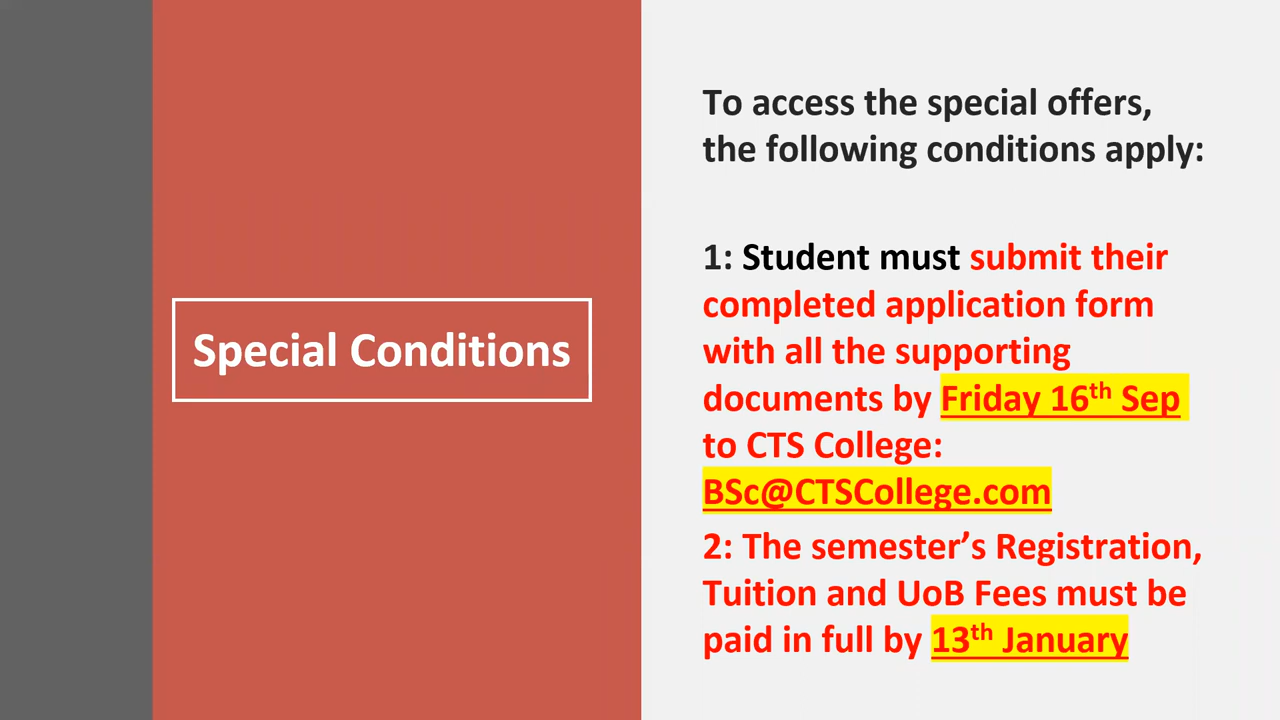 Special Conditions
To access the special offers,
the following conditions apply:
1: Student must submit their
completed application form
with all the supporting
documents by Friday 16th Sep
to CTS College:
BSc@CTSCollege.com
2: The semester’s Registration,
Tuition and UoB Fees must be
paid in full by 13th January